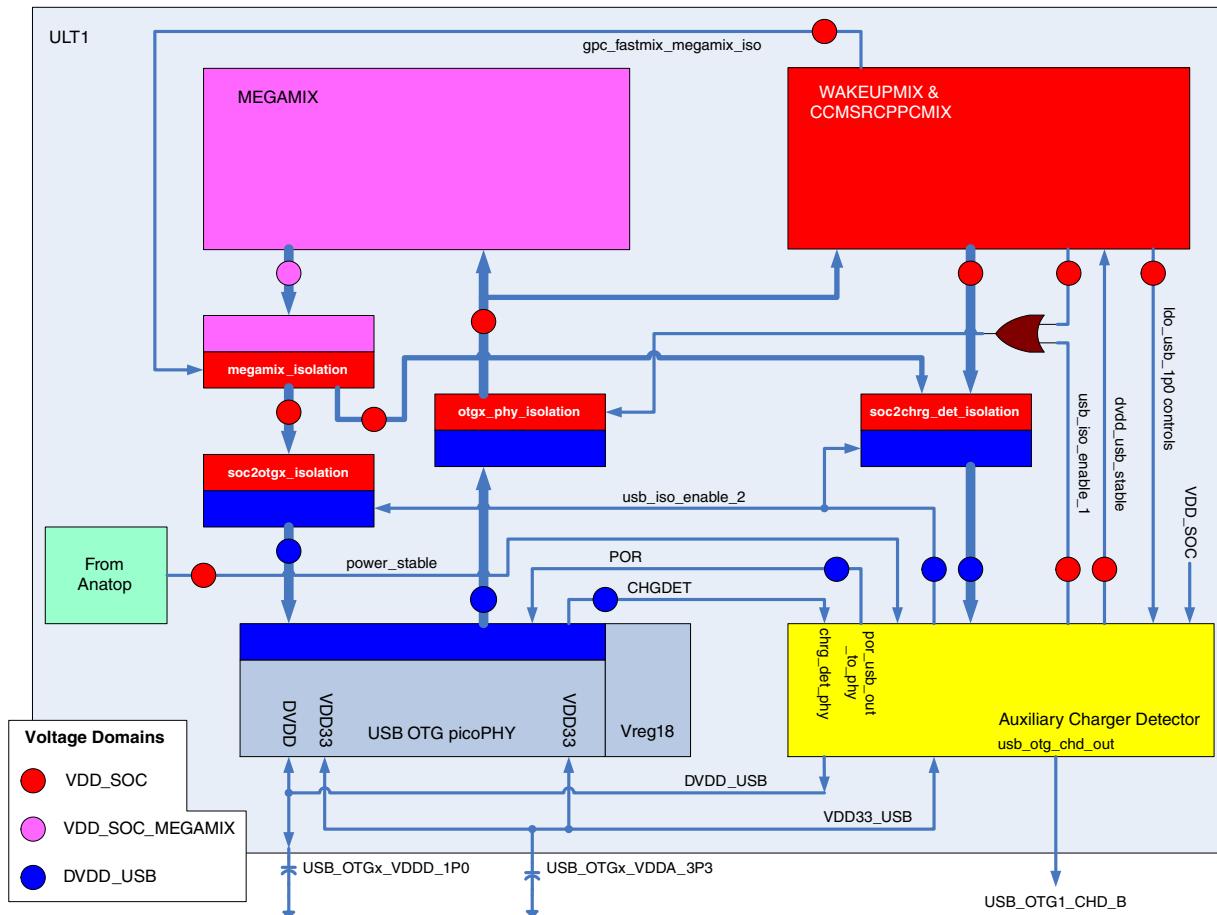 ULT1
gpc_fastmix_megamix_iso
MEGAMIX
WAKEUPMIX &
CCMSRCPPCMIX
megamix_isolation
otgx_phy_isolation
soc2chrg_det_isolation
soc2otgx_isolation
usb_iso_enable_1
dvdd_usb_stable
ldo_usb_1p0 controls
VDD_SOC
usb_iso_enable_2
From
Anatop
power_stable
POR
CHGDET
chrg_det_phy
por_usb_out
_to_phy
DVDD
VDD33
USB OTG picoPHY
VDD33
Vreg18
Auxiliary Charger Detector
usb_otg_chd_out
DVDD_USB
VDD33_USB
Voltage Domains
VDD_SOC
VDD_SOC_MEGAMIX
DVDD_USB
USB_OTGx_VDDD_1P0
USB_OTGx_VDDA_3P3
USB_OTG1_CHD_B